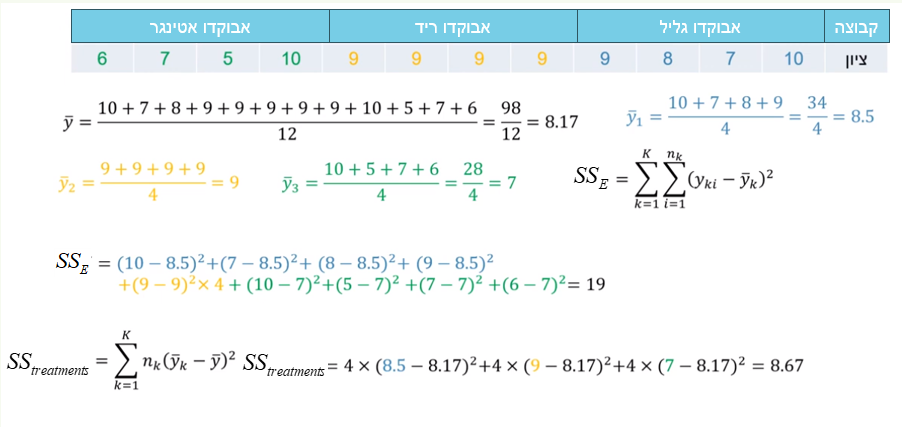 קבוצה אבוקדו גליל אבוקדו ריד אבוקדו אטינגר
ציון 10 7 8 9 9 9 9 9 10 5 7 6
ȳ = (10 + 7 + 8 + 9 + 9 + 9 + 9 + 9 + 10 + 5 + 7 + 6)/12 = 98/12 = 8.17
ȳ₁ = (10 + 7 + 8 + 9)/4 = 34/4 = 8.5
ȳ₂ = (9 + 9 + 9 + 9)/4 = 9
ȳ₃ = (10 + 5 + 7 + 6)/4 = 28/4 = 7
SS_E = ∑_{k=1}^{K} ∑_{i=1}^{n_k} (y_{ki} − ȳ_k)²
SS_E = (10 − 8.5)²+(7 − 8.5)²+ (8 − 8.5)²+ (9 − 8.5)²
+(9 − 9)²× 4 + (10 − 7)²+(5 − 7)² +(7 − 7)² +(6 − 7)²= 19
SS_{treatments} = ∑_{k=1}^{K} n_k(ȳ_k − ȳ)² SS_{treatments}= 4 × (8.5 − 8.17)²+4 × (9 − 8.17)²+4 × (7 − 8.17)² = 8.67